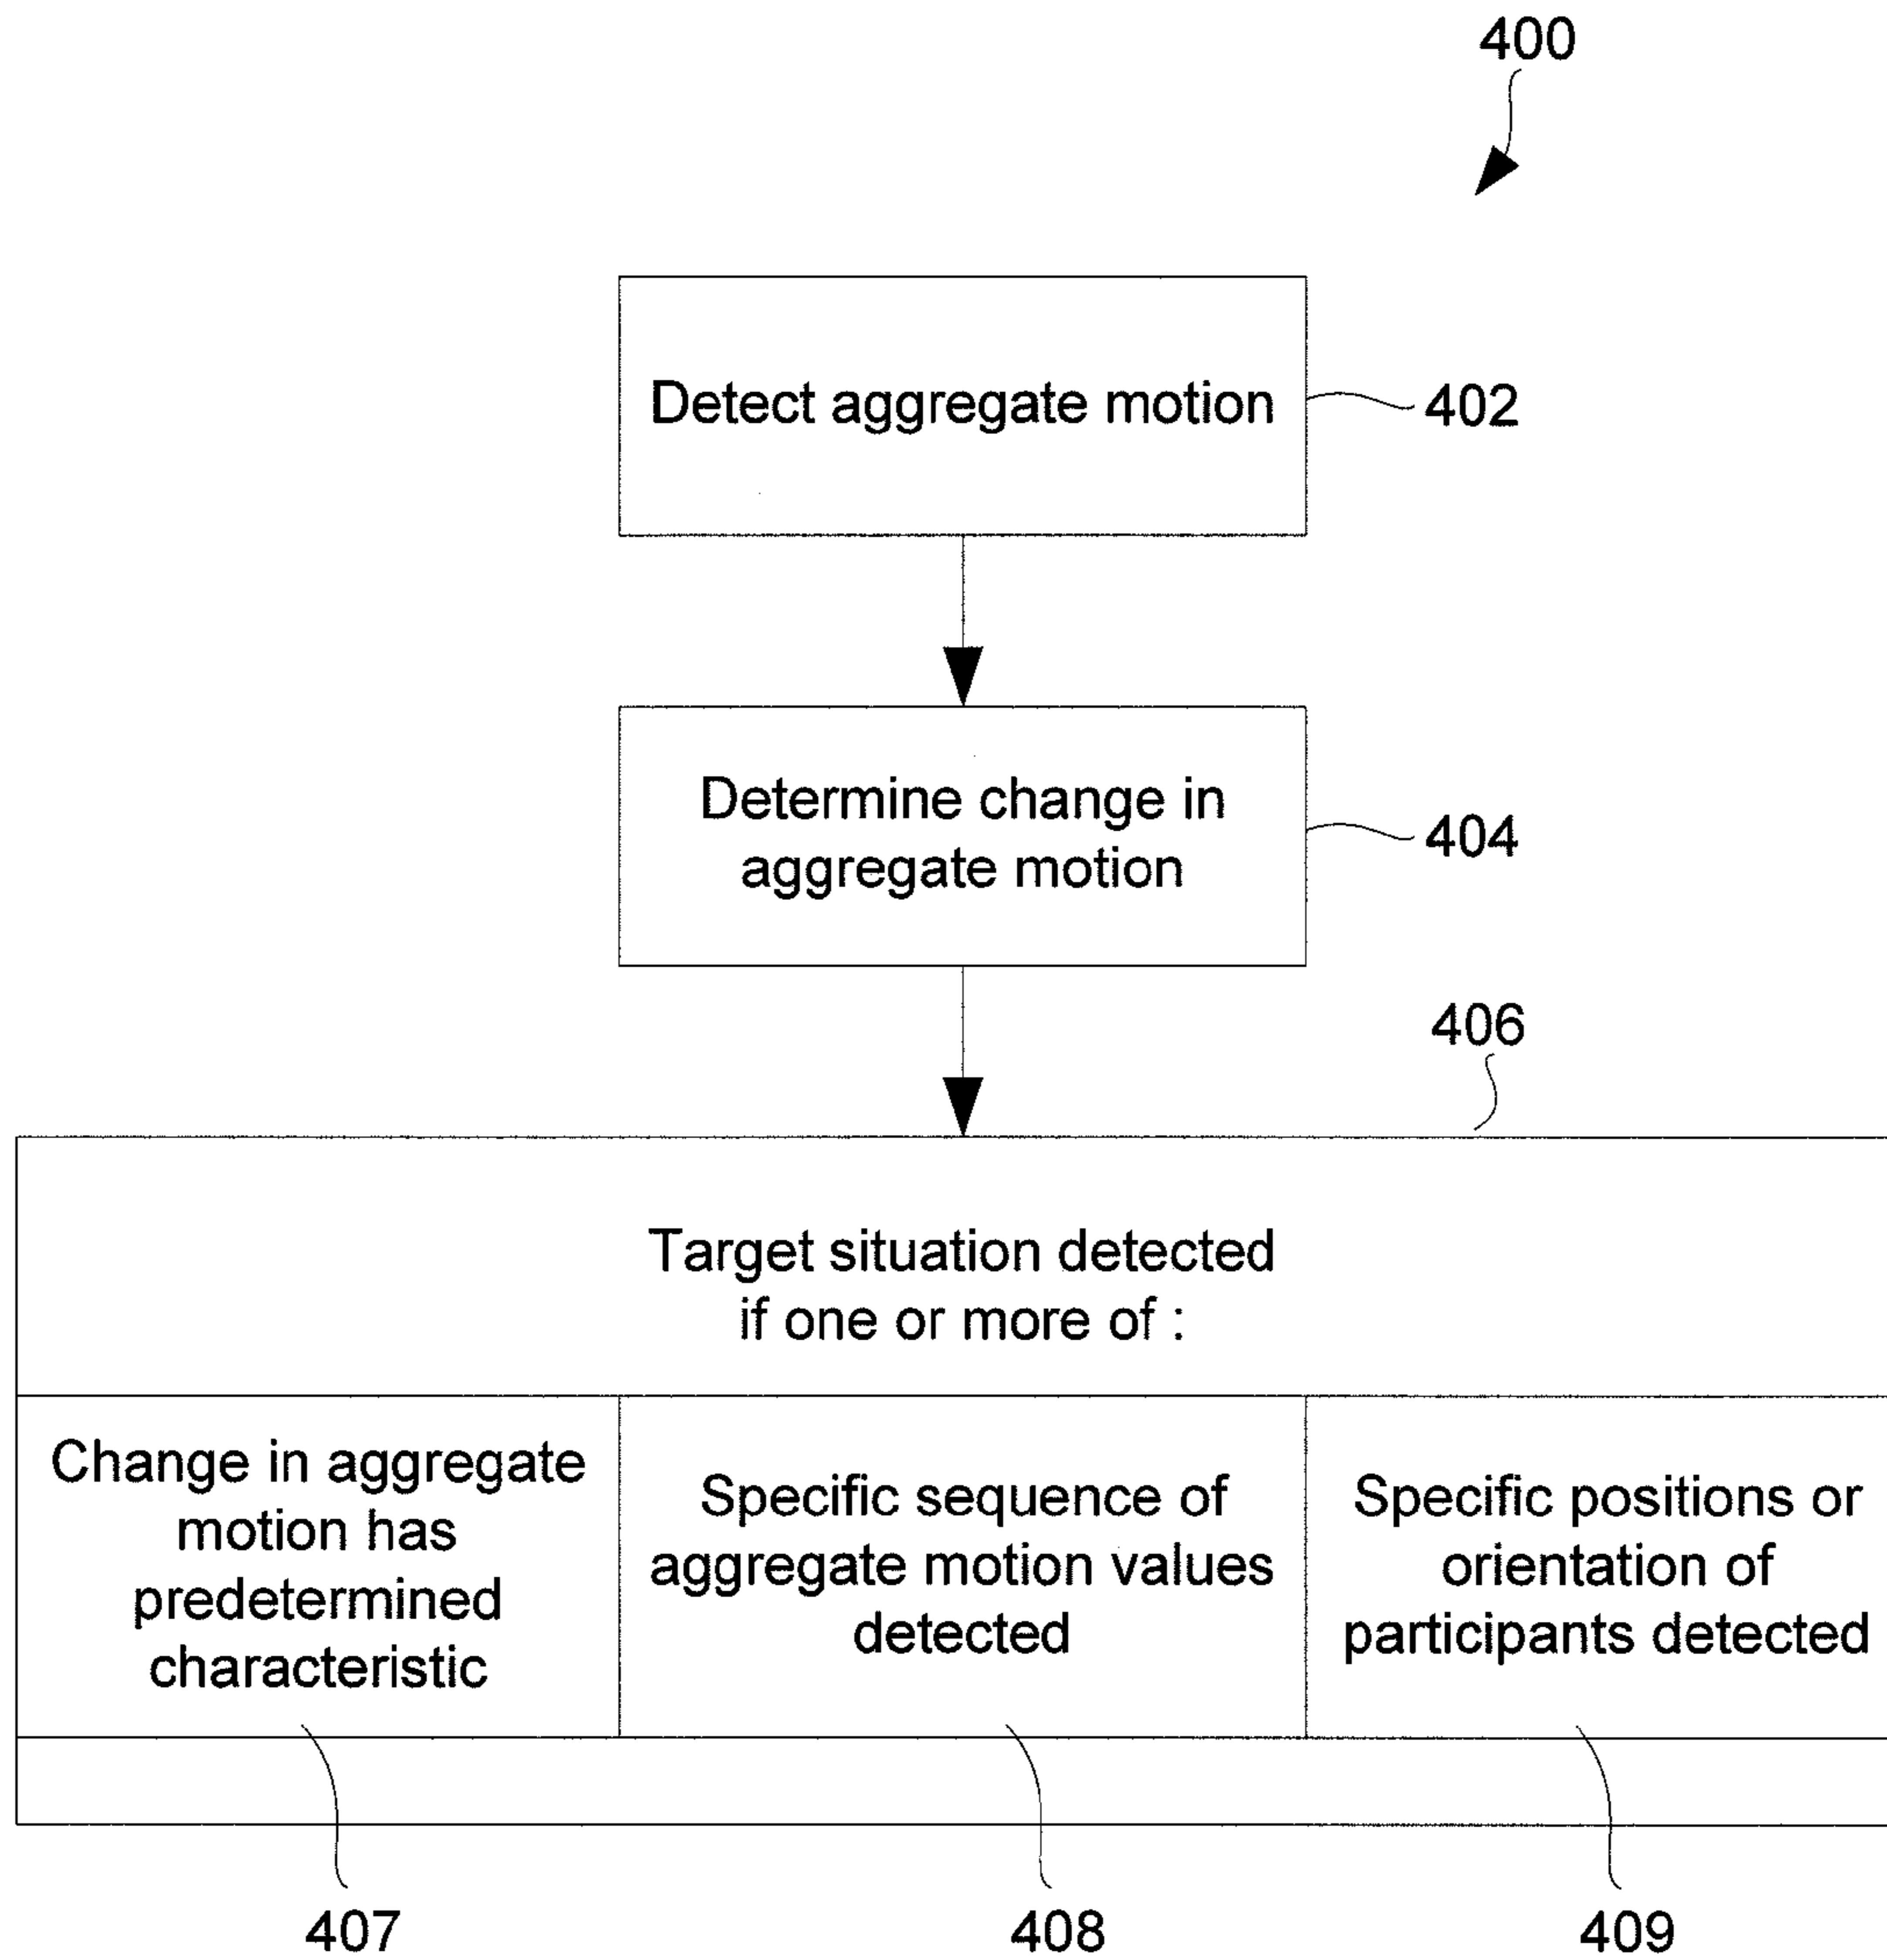 400
Detect aggregate motion
402
Determine change in
aggregate motion
404
406
Target situation detected
if one or more of :
Change in aggregate
motion has
predetermined
characteristic
Specific sequence of
aggregate motion values
detected
Specific positions or
orientation of
participants detected
407
408
409